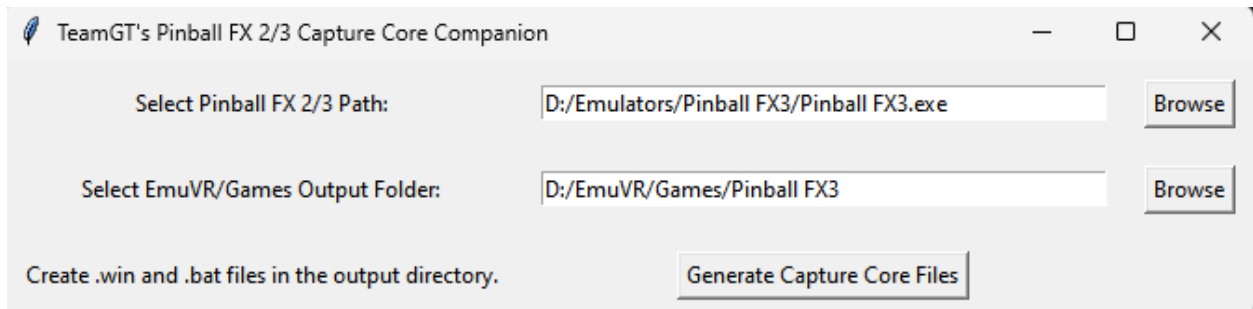 TeamGT's Pinball FX 2/3 Capture Core Companion
Select Pinball FX 2/3 Path: D:/Emulators/Pinball FX3/Pinball FX3.exe Browse
Select EmuVR/Games Output Folder: D:/EmuVR/Games/Pinball FX3 Browse
Create .win and .bat files in the output directory. Generate Capture Core Files